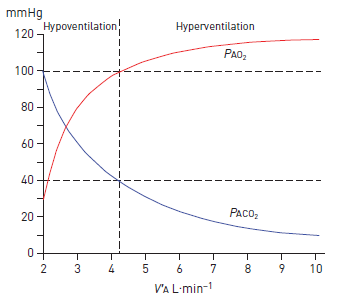 mmHg
Hypoventilation Hyperventilation
120
PAO₂
100
80
60
40
20
PACO₂
0
2 3 4 5 6 7 8 9 10
V'A L·min⁻¹